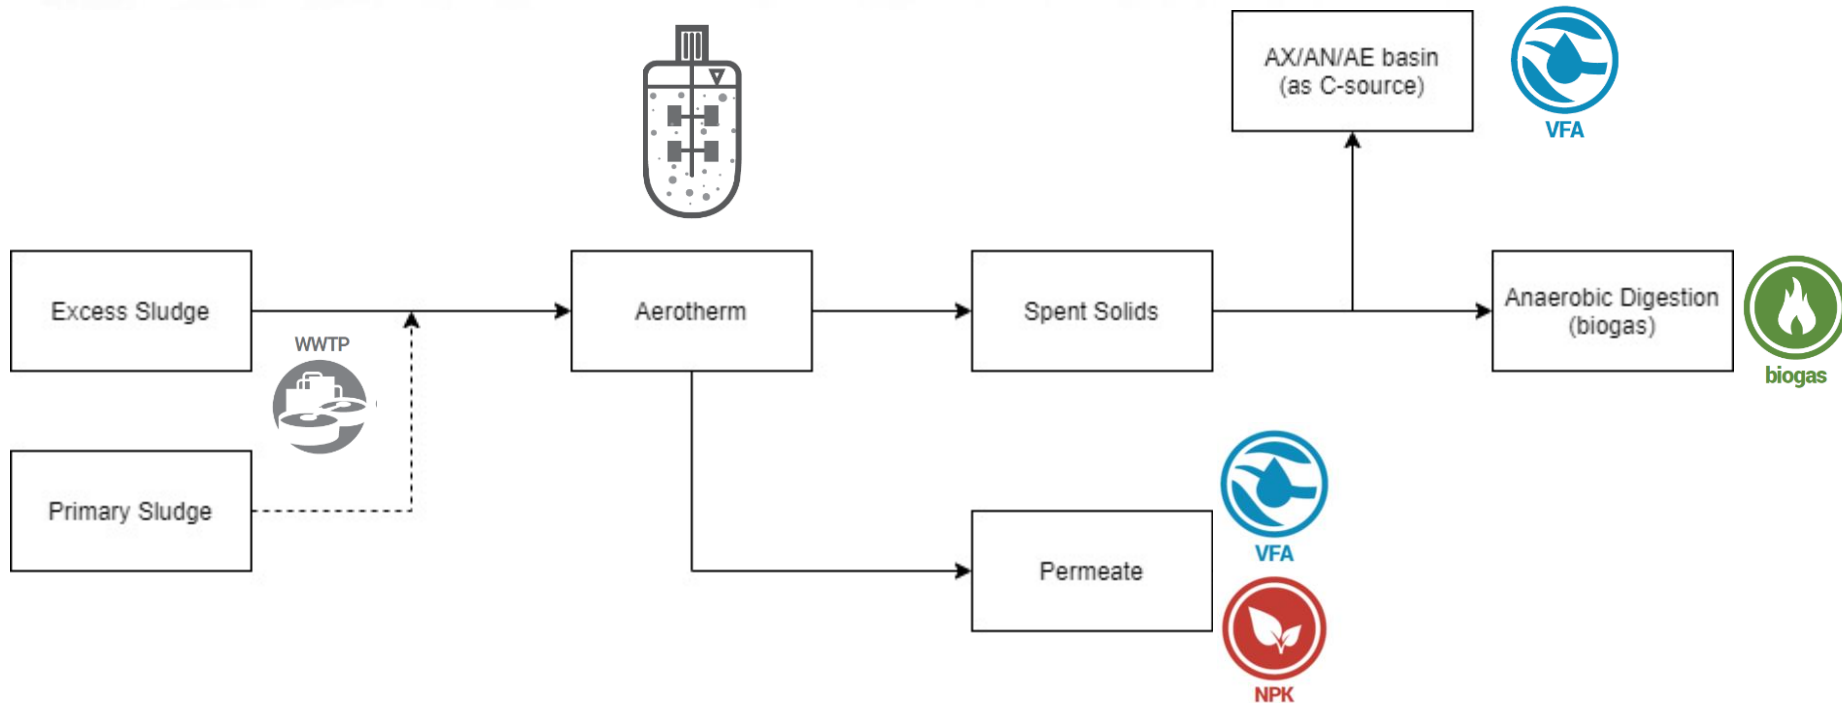 AX/AN/AE basin
(as C-source)
VFA
Excess Sludge
Aerotherm
Spent Solids
Anaerobic Digestion
(biogas)
biogas
WWTP
Primary Sludge
Permeate
VFA
NPK